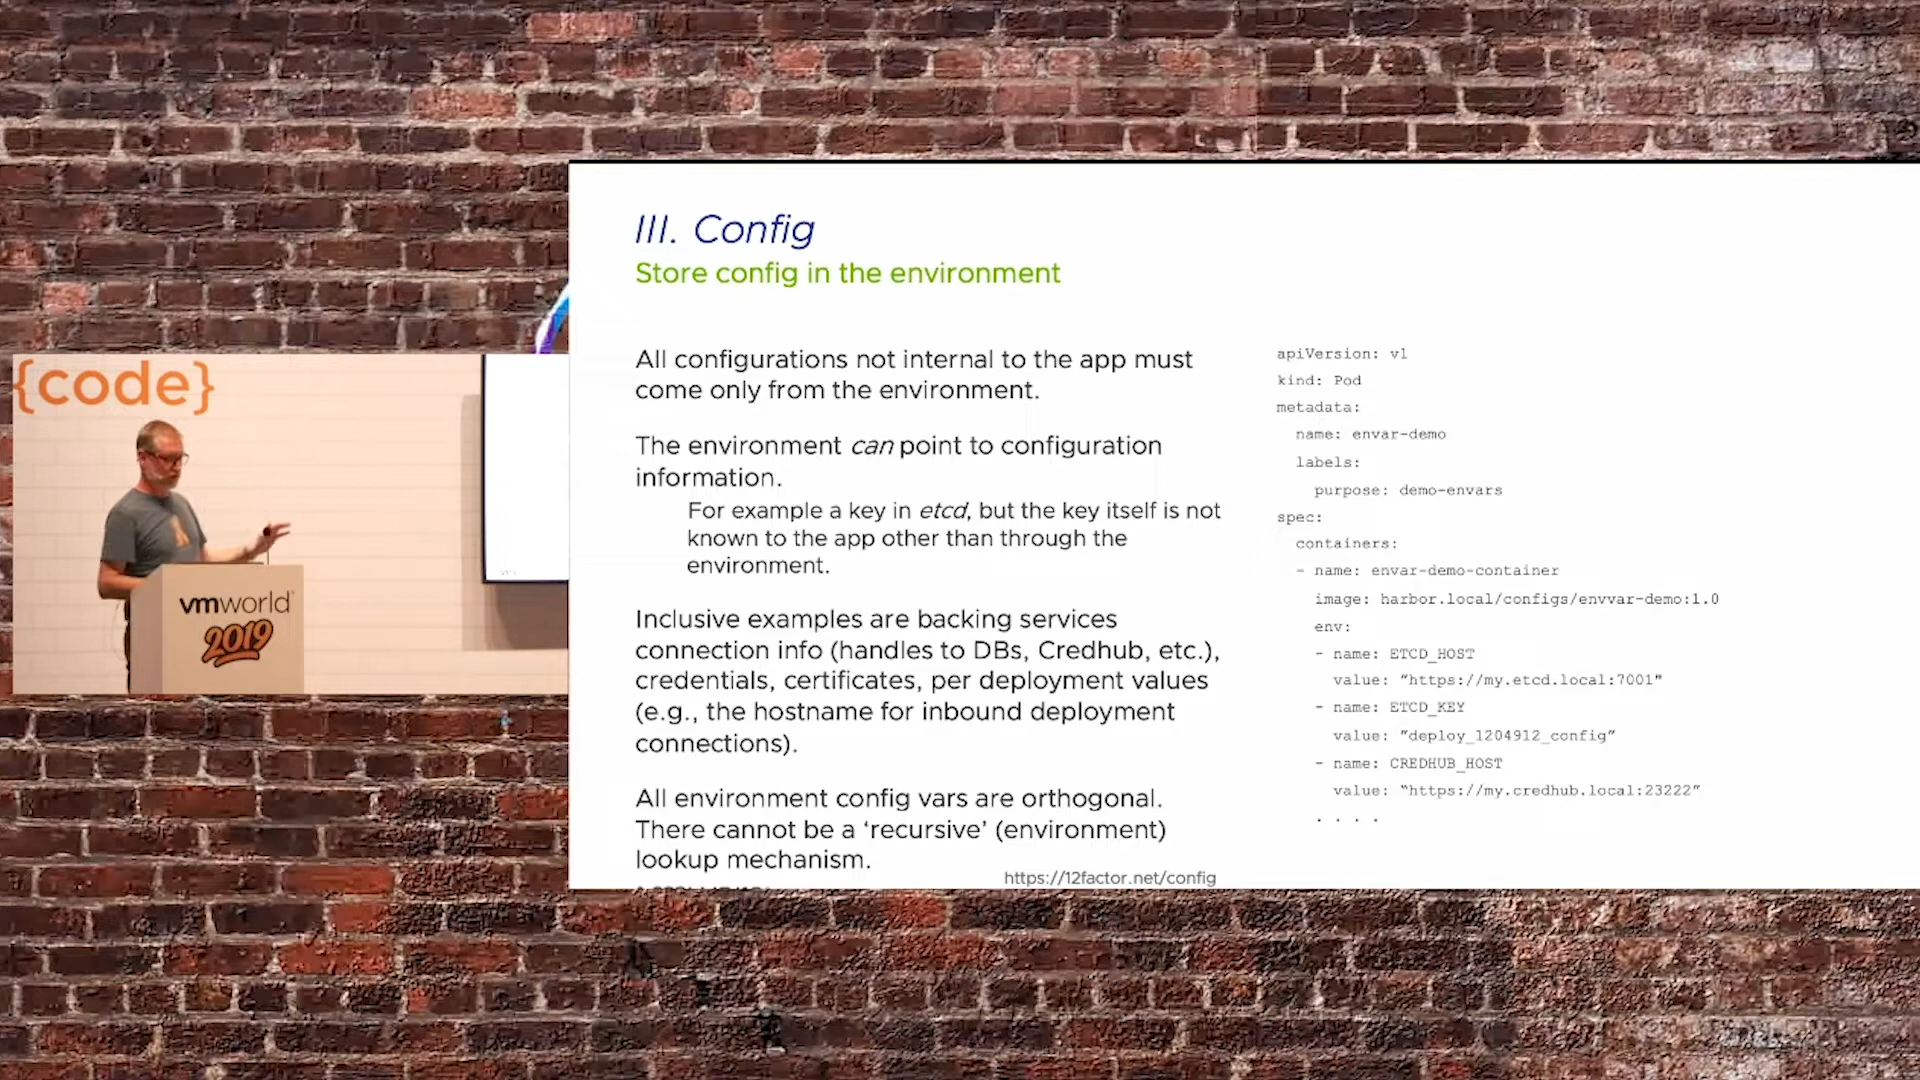 {code}
vmworld
2019
III. Config
Store config in the environment
All configurations not internal to the app must
come only from the environment.
The environment can point to configuration
information.
For example a key in etcd, but the key itself is not
known to the app other than through the
environment.
Inclusive examples are backing services
connection info (handles to DBs, Credhub, etc.),
credentials, certificates, per deployment values
(e.g., the hostname for inbound deployment
connections).
All environment config vars are orthogonal.
There cannot be a ‘recursive’ (environment)
lookup mechanism.
https://12factor.net/config
apiVersion: v1
kind: Pod
metadata:
name: envar-demo
labels:
purpose: demo-envars
spec:
containers:
- name: envar-demo-container
image: harbor.local/configs/envvar-demo:1.0
env:
- name: ETCD_HOST
value: “https://my.etcd.local:7001"
- name: ETCD_KEY
value: “deploy_1204912_config”
- name: CREDHUB_HOST
value: “https://my.credhub.local:23222”
. . . .